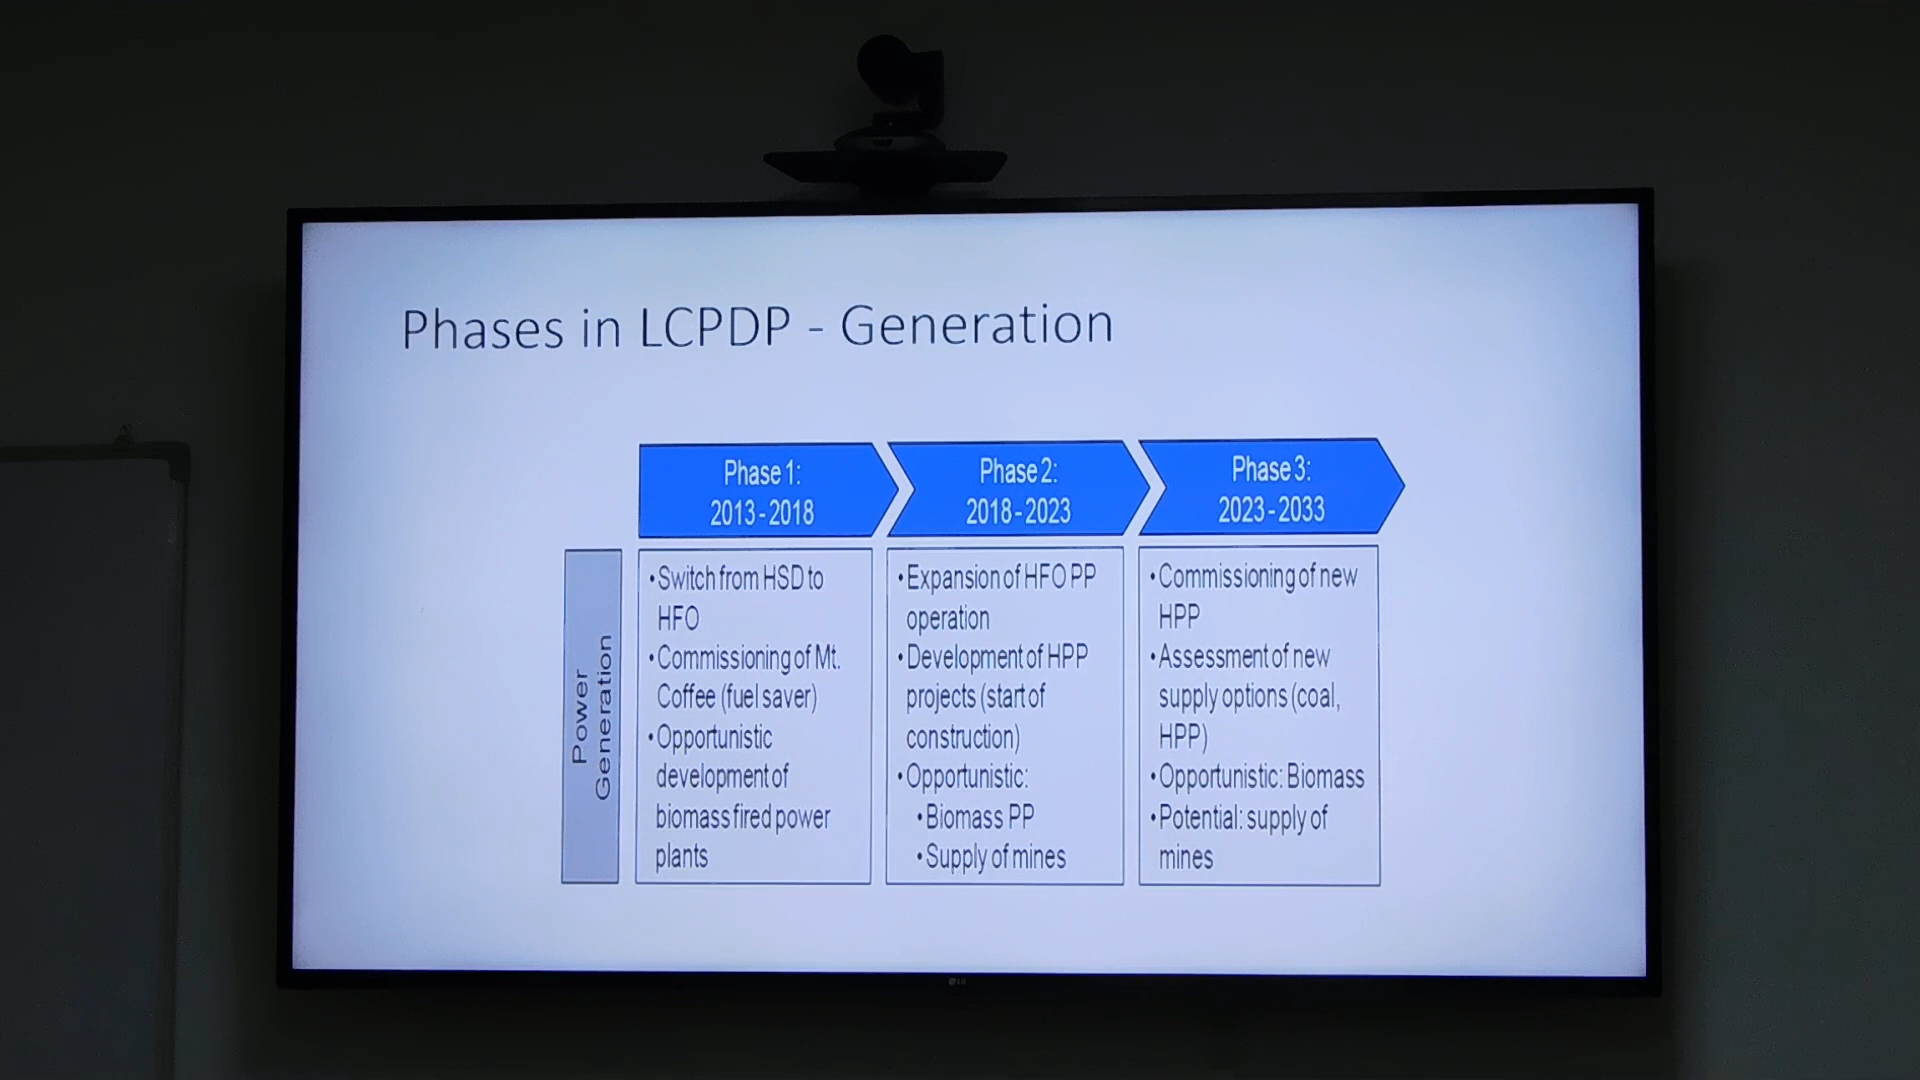 Phases in LCPDP - Generation
Phase 1:
2013 - 2018
Phase 2:
2018 - 2023
Phase 3:
2023 - 2033
Power
Generation
•Switch from HSD to
HFO
•Commissioning of Mt.
Coffee (fuel saver)
•Opportunistic
development of
biomass fired power
plants
•Expansion of HFO PP
operation
•Development of HPP
projects (start of
construction)
•Opportunistic:
•Biomass PP
•Supply of mines
•Commissioning of new
HPP
•Assessment of new
supply options (coal,
HPP)
•Opportunistic: Biomass
•Potential: supply of
mines
LG